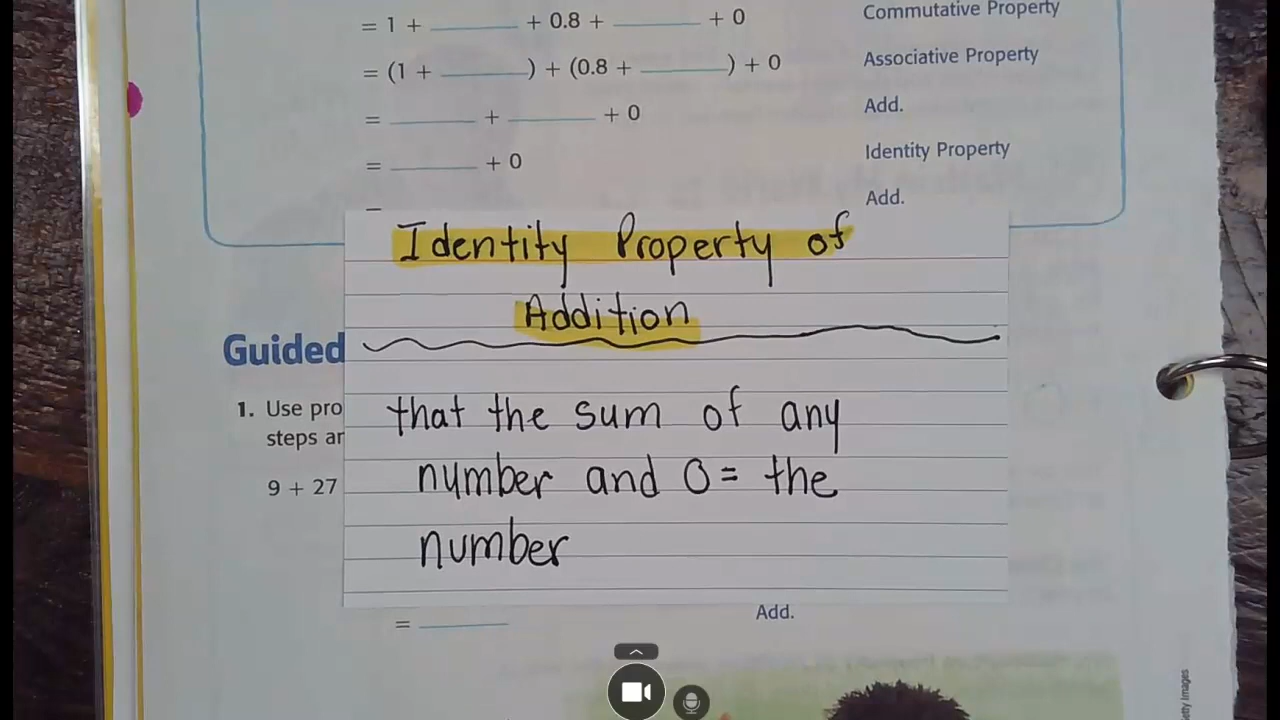 = 1 + ______ + 0.8 + ______ + 0 Commutative Property
= (1 + ______) + (0.8 + ______) + 0 Associative Property
= ______ + ______ + 0 Add.
= ______ + 0 Identity Property
Add.
Identity Property of
Addition
Guided
that the sum of any
number and 0 = the
number
1. Use pro
steps ar
9 + 27
= ______ Add.
tty Images